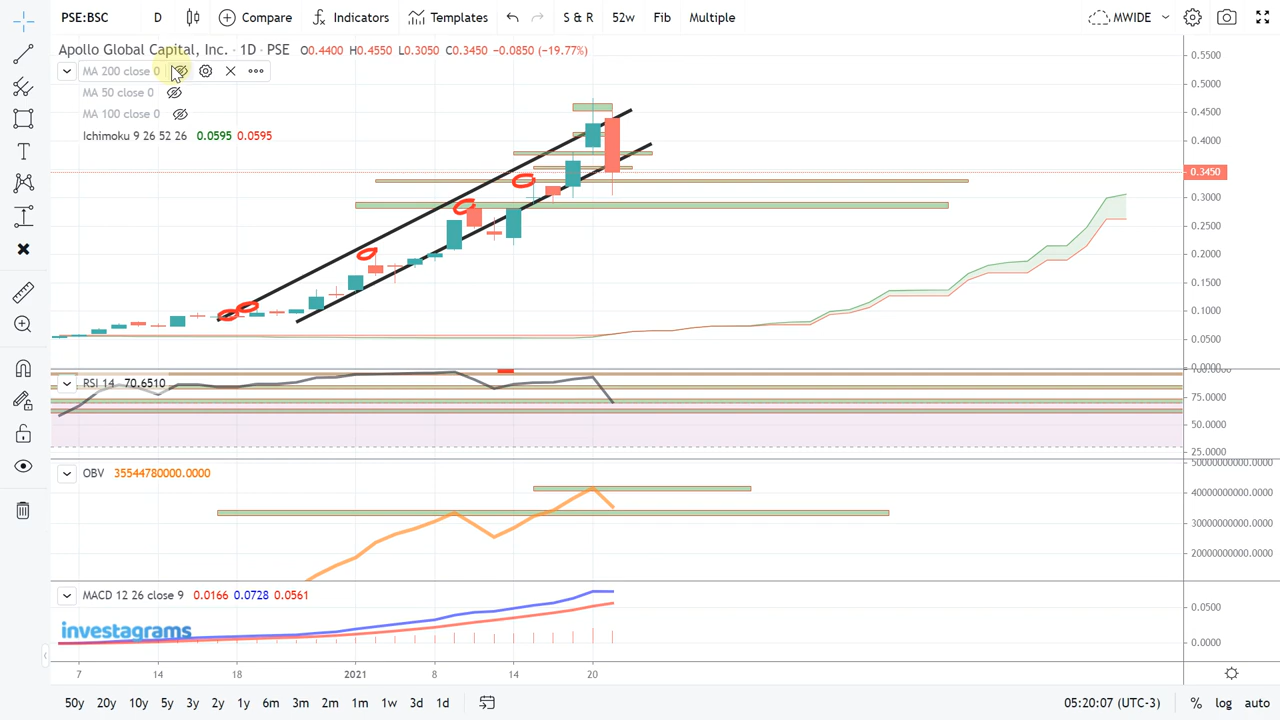 PSE:BSC D Compare Indicators Templates S & R 52w Fib Multiple MWIDE
Apollo Global Capital, Inc. · 1D · PSE O0.4400 H0.4550 L0.3050 C0.3450 −0.0850 (−19.77%)
MA 200 close 0
MA 50 close 0
MA 100 close 0
Ichimoku 9 26 52 26 0.0595 0.0595
0.5500
0.5000
0.4500
0.4000
0.3450
0.3000
0.2500
0.2000
0.1500
0.1000
0.0500
0.0000
RSI 14 70.6510
100.0000
75.0000
50.0000
25.0000
OBV 35544780000.0000
50000000000.0000
40000000000.0000
30000000000.0000
20000000000.0000
MACD 12 26 close 9 0.0166 0.0728 0.0561
0.0500
0.0000
investagrams
7 14 18 2021 8 14 20
50y 20y 10y 5y 3y 2y 1y 6m 3m 2m 1m 1w 3d 1d 05:20:07 (UTC-3) % log auto